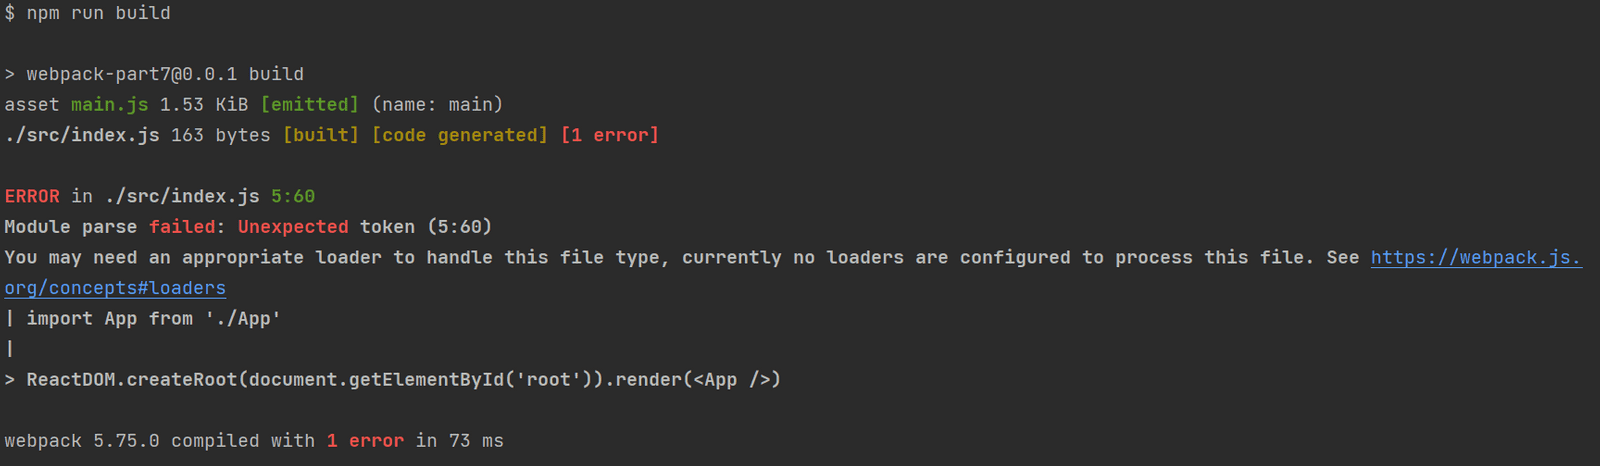 $ npm run build
> webpack-part7@0.0.1 build
asset main.js 1.53 KiB [emitted] (name: main)
./src/index.js 163 bytes [built] [code generated] [1 error]
ERROR in ./src/index.js 5:60
Module parse failed: Unexpected token (5:60)
You may need an appropriate loader to handle this file type, currently no loaders are configured to process this file. See https://webpack.js.
org/concepts#loaders
| import App from './App'
|
> ReactDOM.createRoot(document.getElementById('root')).render(<App />)
webpack 5.75.0 compiled with 1 error in 73 ms